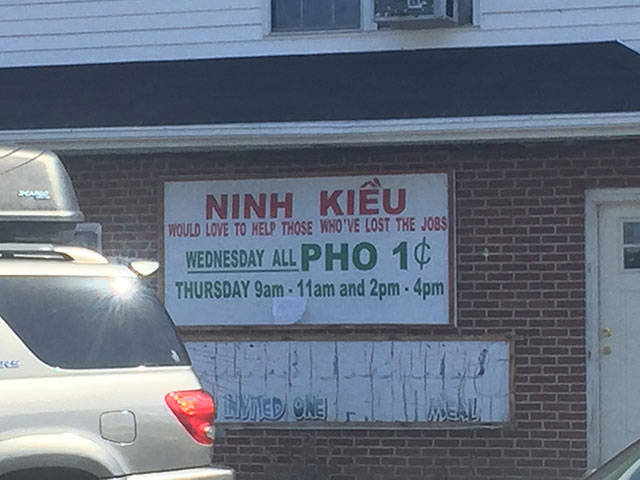 NINH KIỀU
WOULD LOVE TO HELP THOSE WHO'VE LOST THE JOBS
WEDNESDAY ALL PHO 1¢
THURSDAY 9am - 11am and 2pm - 4pm
ONE MEAL